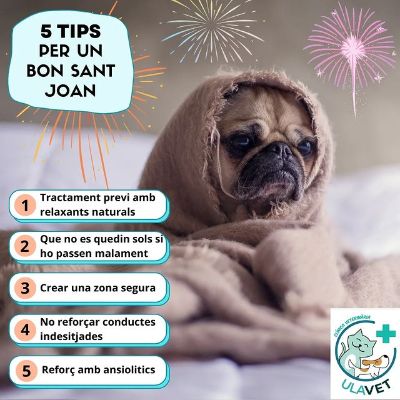 5 TIPS
PER UN
BON SANT
JOAN
1 Tractament previ amb
relaxants naturals
2 Que no es quedin sols si
ho passen malament
3 Crear una zona segura
4 No reforçar conductes
indesitjades
5 Reforç amb ansiolitics
CLÍNICA VETERINÀRIA
ULAVET